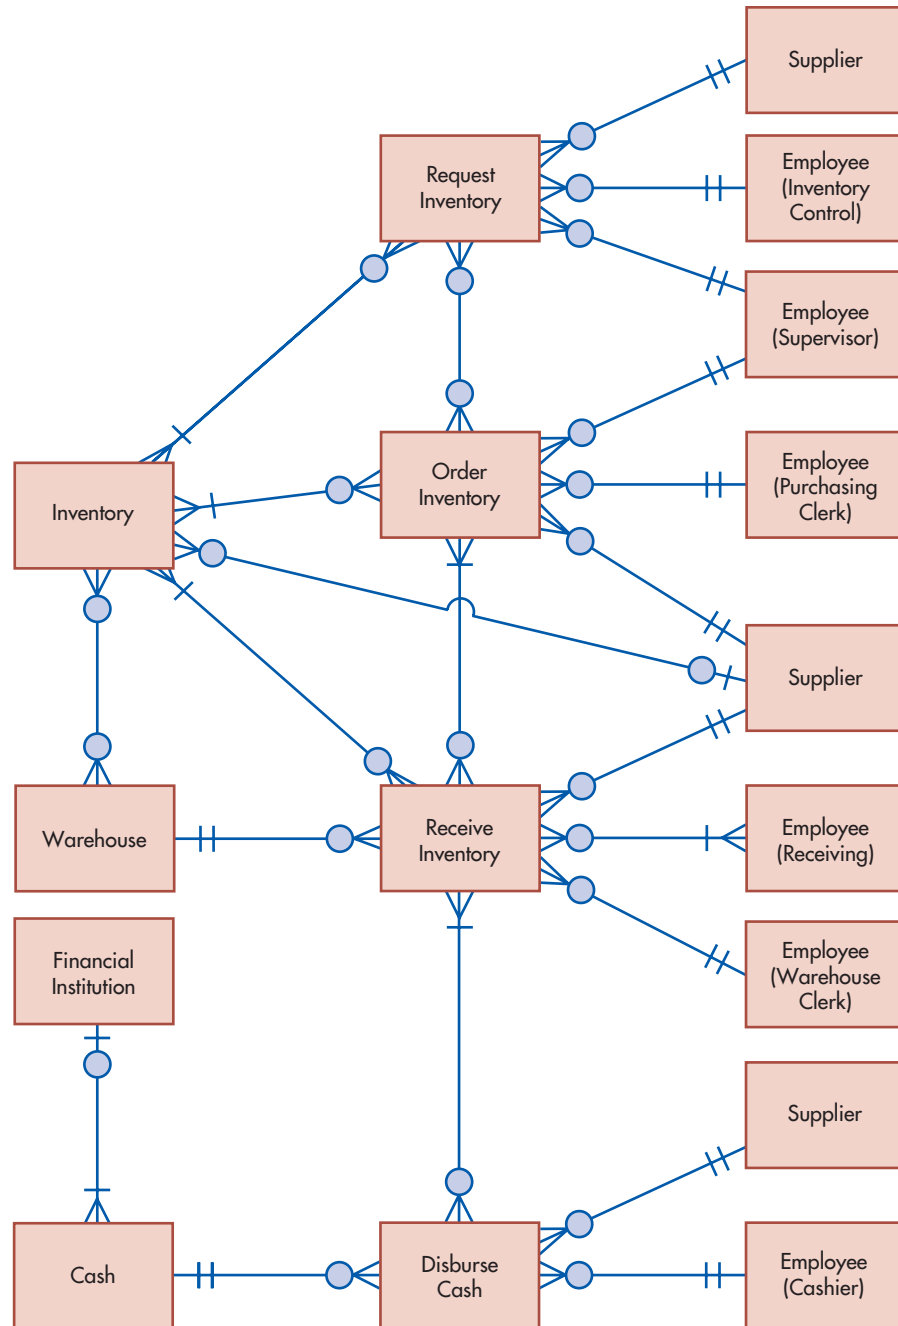 Supplier
Request
Inventory
Employee
(Inventory
Control)
Employee
(Supervisor)
Inventory
Order
Inventory
Employee
(Purchasing
Clerk)
Supplier
Warehouse
Receive
Inventory
Employee
(Receiving)
Financial
Institution
Employee
(Warehouse
Clerk)
Supplier
Cash
Disburse
Cash
Employee
(Cashier)